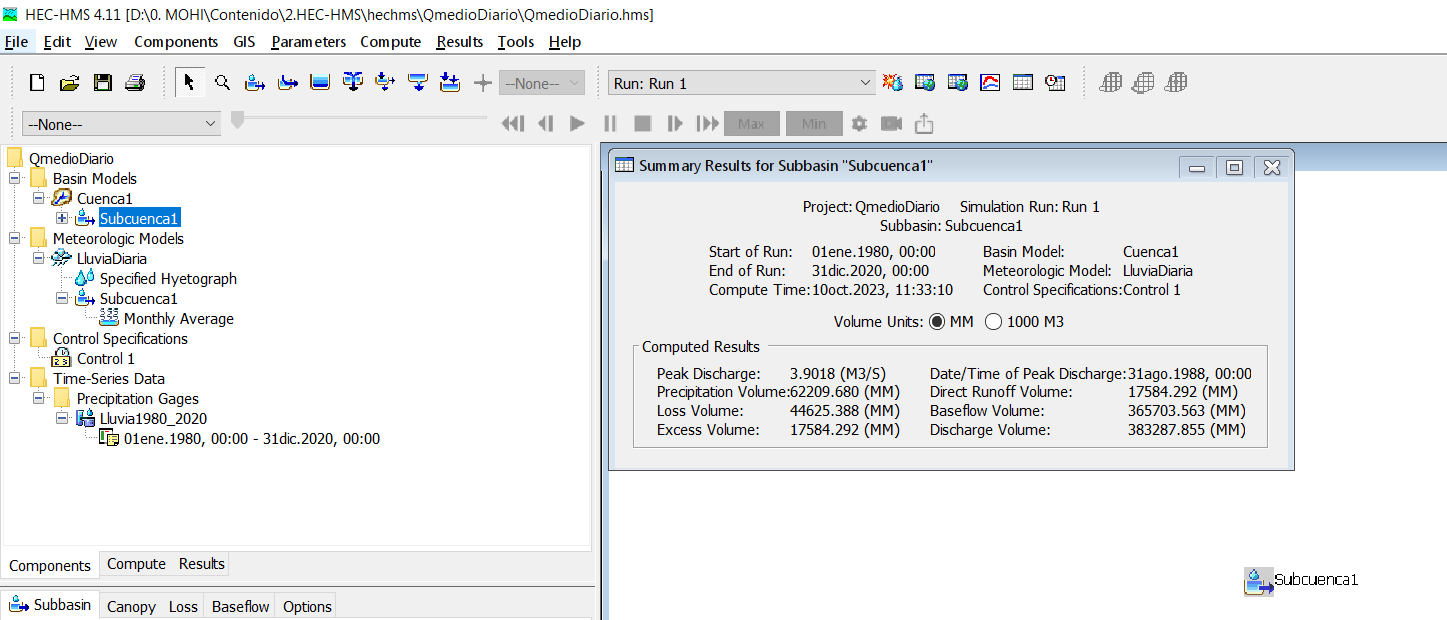 HEC-HMS 4.11 [D:\0. MOHI\Contenido\2.HEC-HMS\hechms\QmedioDiario\QmedioDiario.hms]
File Edit View Components GIS Parameters Compute Results Tools Help
--None-- Run: Run 1
--None-- Max Min
QmedioDiario
Basin Models
Cuenca1
Subcuenca1
Meteorologic Models
LluviaDiaria
Specified Hyetograph
Subcuenca1
Monthly Average
Control Specifications
Control 1
Time-Series Data
Precipitation Gages
Lluvia1980_2020
01ene.1980, 00:00 - 31dic.2020, 00:00
Components Compute Results
Subbasin Canopy Loss Baseflow Options
Summary Results for Subbasin "Subcuenca1"
Project: QmedioDiario Simulation Run: Run 1
Subbasin: Subcuenca1
Start of Run: 01ene.1980, 00:00 Basin Model: Cuenca1
End of Run: 31dic.2020, 00:00 Meteorologic Model: LluviaDiaria
Compute Time:10oct.2023, 11:33:10 Control Specifications:Control 1
Volume Units: MM 1000 M3
Computed Results
Peak Discharge: 3.9018 (M3/S) Date/Time of Peak Discharge:31ago.1988, 00:00
Precipitation Volume:62209.680 (MM) Direct Runoff Volume: 17584.292 (MM)
Loss Volume: 44625.388 (MM) Baseflow Volume: 365703.563 (MM)
Excess Volume: 17584.292 (MM) Discharge Volume: 383287.855 (MM)
Subcuenca1